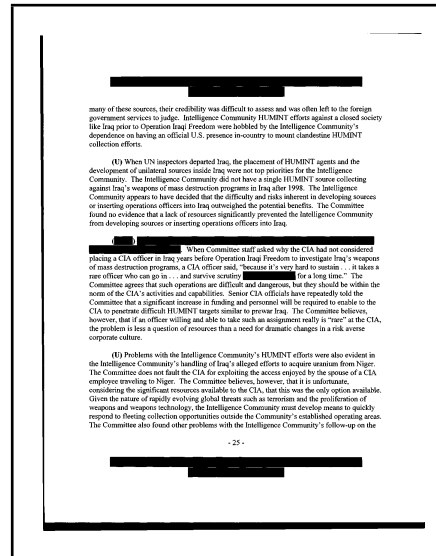 many of these sources, their credibility was difficult to assess and was often left to the foreign
government services to judge. Intelligence Community HUMINT efforts against a closed society
like Iraq prior to Operation Iraqi Freedom were hobbled by the Intelligence Community's
dependence on having an official U.S. presence in-country to mount clandestine HUMINT
collection efforts.
(U) When UN inspectors departed Iraq, the placement of HUMINT agents and the
development of unilateral sources inside Iraq were not top priorities for the Intelligence
Community. The Intelligence Community did not have a single HUMINT source collecting
against Iraq's weapons of mass destruction programs in Iraq after 1998. The Intelligence
Community appears to have decided that the difficulty and risks inherent in developing sources
or inserting operations officers into Iraq outweighed the potential benefits. The Committee
found no evidence that a lack of resources significantly prevented the Intelligence Community
from developing sources or inserting operations officers into Iraq.
( )
. When Committee staff asked why the CIA had not considered
placing a CIA officer in Iraq years before Operation Iraqi Freedom to investigate Iraq's weapons
of mass destruction programs, a CIA officer said, "because it's very hard to sustain . . . it takes a
rare officer who can go in . . . and survive scrutiny for a long time." The
Committee agrees that such operations are difficult and dangerous, but they should be within the
norm of the CIA's activities and capabilities. Senior CIA officials have repeatedly told the
Committee that a significant increase in funding and personnel will be required to enable to the
CIA to penetrate difficult HUMINT targets similar to prewar Iraq. The Committee believes,
however, that if an officer willing and able to take such an assignment really is "rare" at the CIA,
the problem is less a question of resources than a need for dramatic changes in a risk averse
corporate culture.
(U) Problems with the Intelligence Community's HUMINT efforts were also evident in
the Intelligence Community's handling of Iraq's alleged efforts to acquire uranium from Niger.
The Committee does not fault the CIA for exploiting the access enjoyed by the spouse of a CIA
employee traveling to Niger. The Committee believes, however, that it is unfortunate,
considering the significant resources available to the CIA, that this was the only option available.
Given the nature of rapidly evolving global threats such as terrorism and the proliferation of
weapons and weapons technology, the Intelligence Community must develop means to quickly
respond to fleeting collection opportunities outside the Community's established operating areas.
The Committee also found other problems with the Intelligence Community's follow-up on the
- 25 -